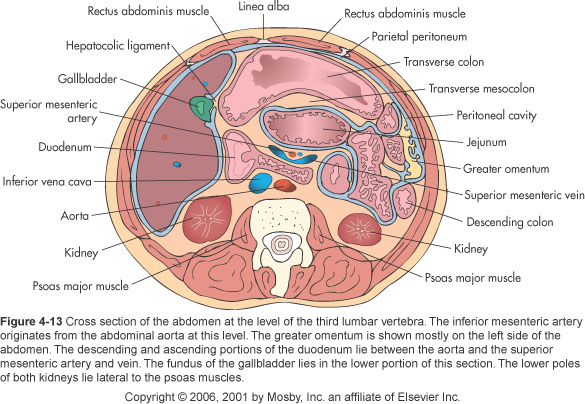 Linea alba
Rectus abdominis muscle
Rectus abdominis muscle
Parietal peritoneum
Hepatocolic ligament
Transverse colon
Gallbladder
Transverse mesocolon
Superior mesenteric
artery
Peritoneal cavity
Duodenum
Jejunum
Greater omentum
Inferior vena cava
Superior mesenteric vein
Aorta
Descending colon
Kidney
Kidney
Psoas major muscle
Psoas major muscle
Figure 4-13 Cross section of the abdomen at the level of the third lumbar vertebra. The inferior mesenteric artery
originates from the abdominal aorta at this level. The greater omentum is shown mostly on the left side of the
abdomen. The descending and ascending portions of the duodenum lie between the aorta and the superior
mesenteric artery and vein. The fundus of the gallbladder lies in the lower portion of this section. The lower poles
of both kidneys lie lateral to the psoas muscles.
Copyright © 2006, 2001 by Mosby, Inc. an affiliate of Elsevier Inc.